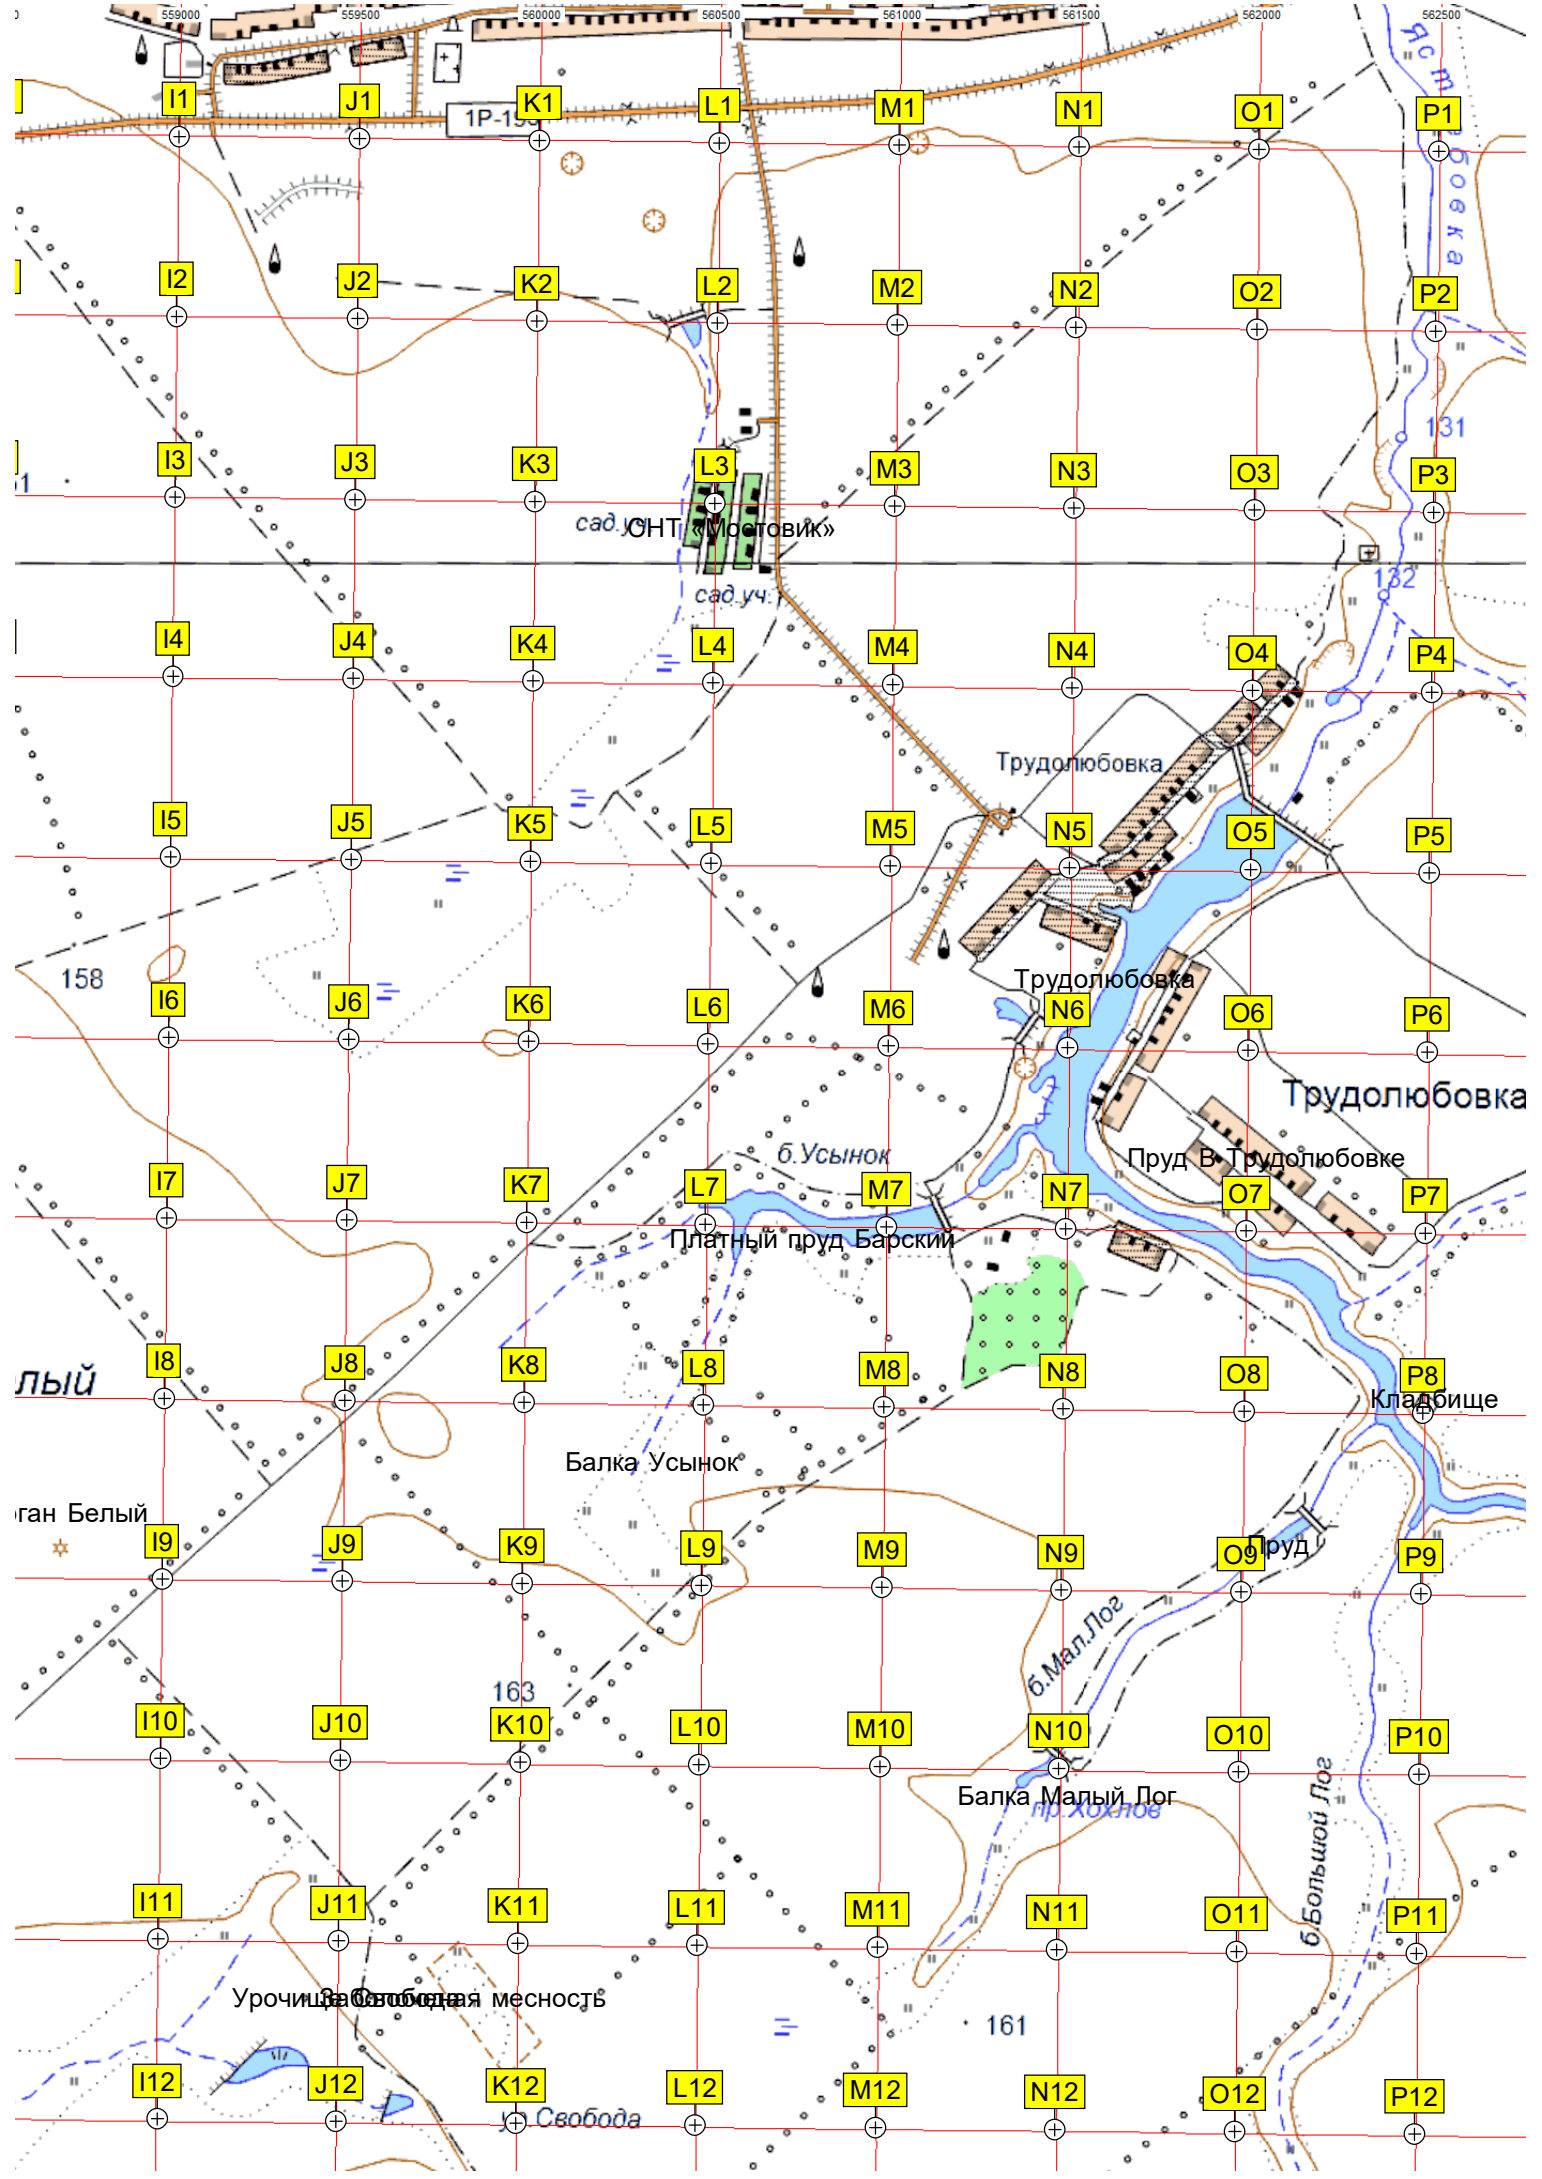 559000 559500 560000 560500 561000 561500 562000 562500
I1 J1 K1 L1 M1 N1 O1 P1
I2 J2 K2 L2 M2 N2 O2 P2
131
I3 J3 K3 L3 M3 N3 O3 P3
сад.уч.
СНТ «Мостовик»
132
сад.уч.
I4 J4 K4 L4 M4 N4 O4 P4
Трудолюбовка
I5 J5 K5 L5 M5 N5 O5 P5
158
Трудолюбовка
I6 J6 K6 L6 M6 N6 O6 P6
Трудолюбовка
б.Усынок
Пруд В Трудолюбовке
I7 J7 K7 L7 M7 N7 O7 P7
Платный пруд Барский
I8 J8 K8 L8 M8 N8 O8 P8
лый
Кладбище
Балка Усынок
ган Белый
I9 J9 K9 L9 M9 N9 O9 P9
Пруд
б.Мал.Лог
163
I10 J10 K10 L10 M10 N10 O10 P10
Балка Малый Лог
пр.Хохлов
б.Большой Лог
I11 J11 K11 L11 M11 N11 O11 P11
Урочище Свобода
Заболоченая месность
161
I12 J12 K12 L12 M12 N12 O12 P12
ур.Свобода